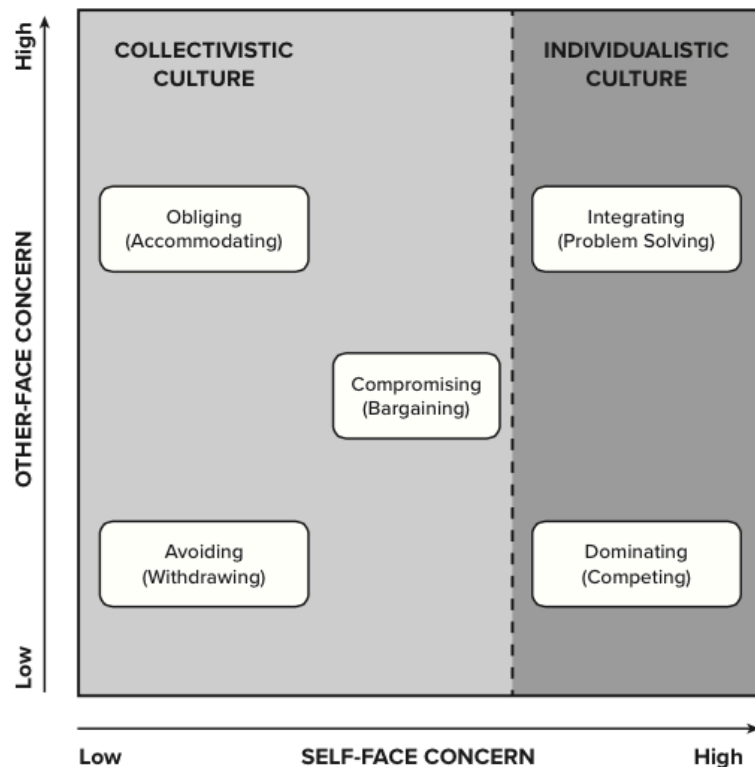 High
COLLECTIVISTIC
CULTURE
INDIVIDUALISTIC
CULTURE
Obliging
(Accommodating)
Integrating
(Problem Solving)
OTHER-FACE CONCERN
Compromising
(Bargaining)
Avoiding
(Withdrawing)
Dominating
(Competing)
Low
Low
SELF-FACE CONCERN
High